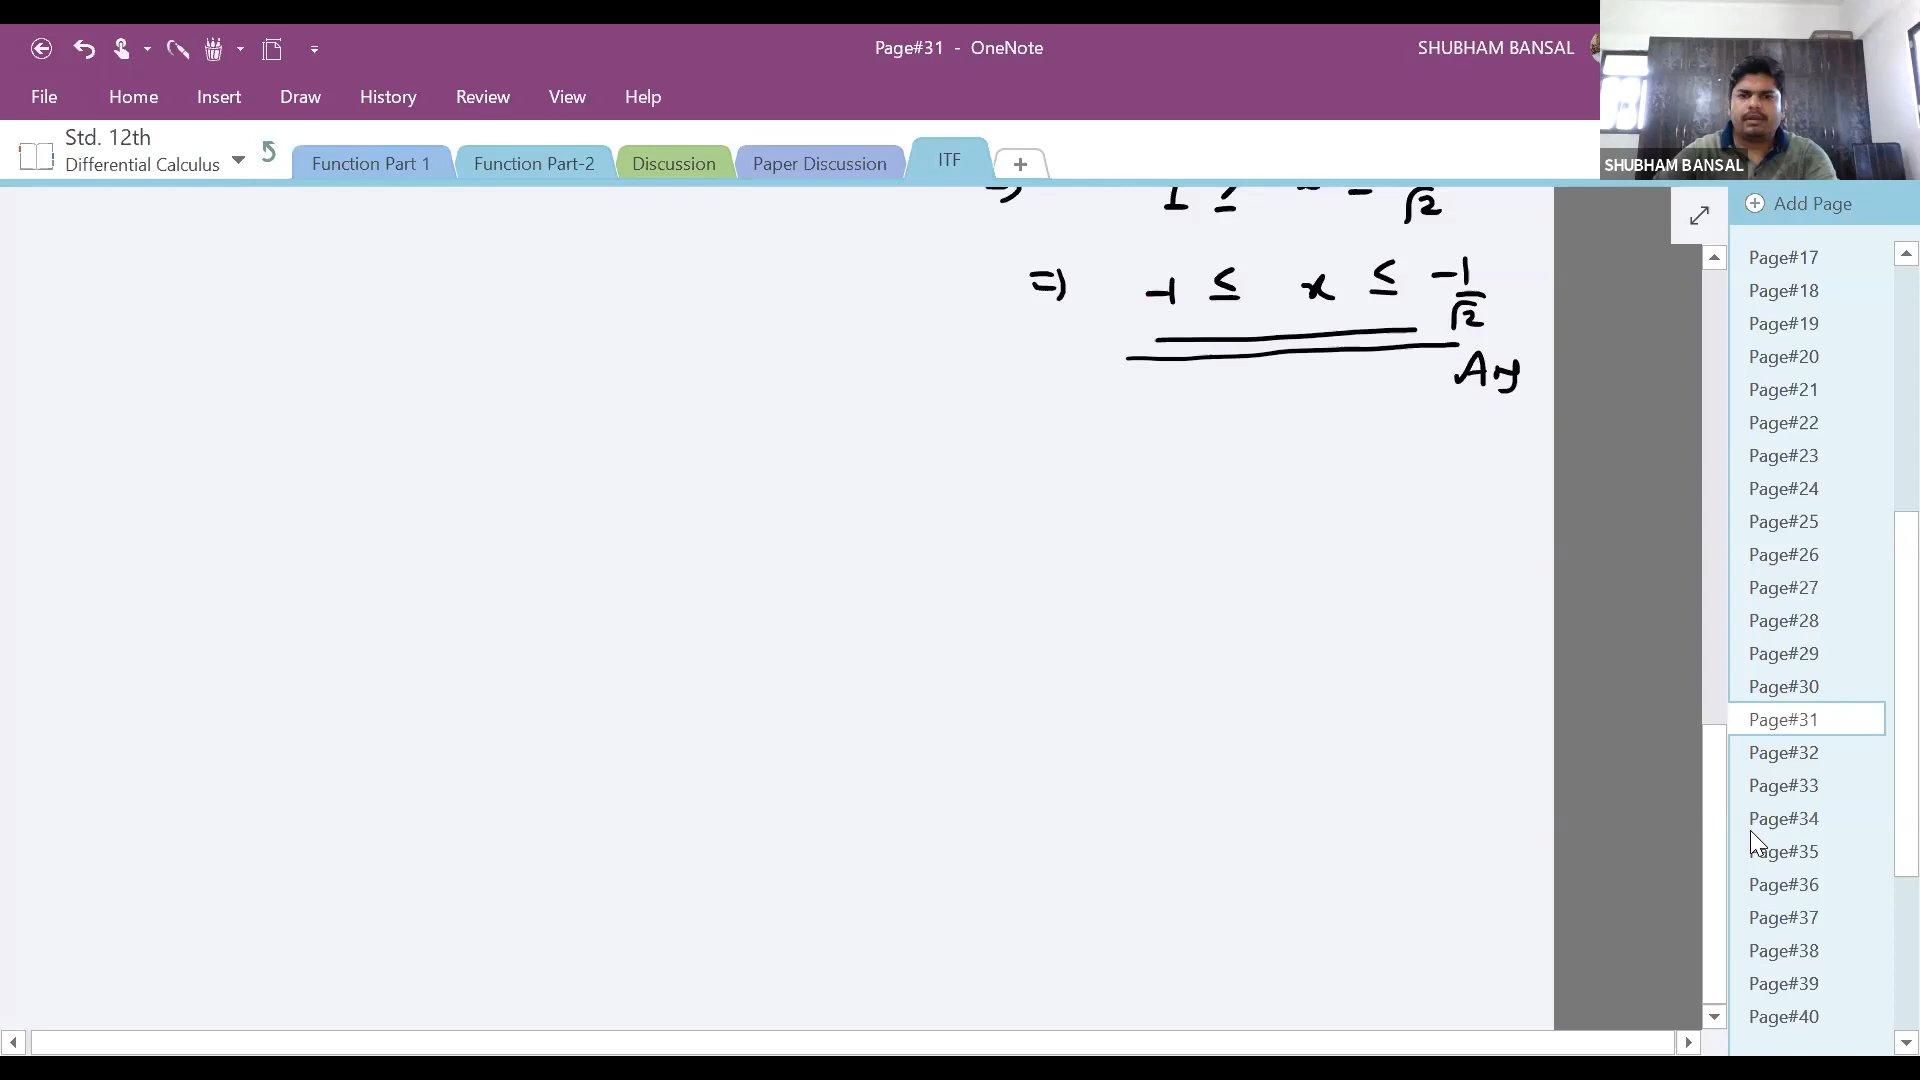 Page#31 - OneNote
SHUBHAM BANSAL
File Home Insert Draw History Review View Help
SHUBHAM BANSAL
Std. 12th
Differential Calculus
Function Part 1
Function Part-2
Discussion
Paper Discussion
ITF
+
Add Page
√2
=) -1 ≤ x ≤ -1/√2
Page#17
Page#18
Page#19
Page#20
Page#21
Page#22
Page#23
Page#24
Page#25
Page#26
Page#27
Page#28
Page#29
Page#30
Page#31
Page#32
Page#33
Page#34
Page#35
Page#36
Page#37
Page#38
Page#39
Page#40